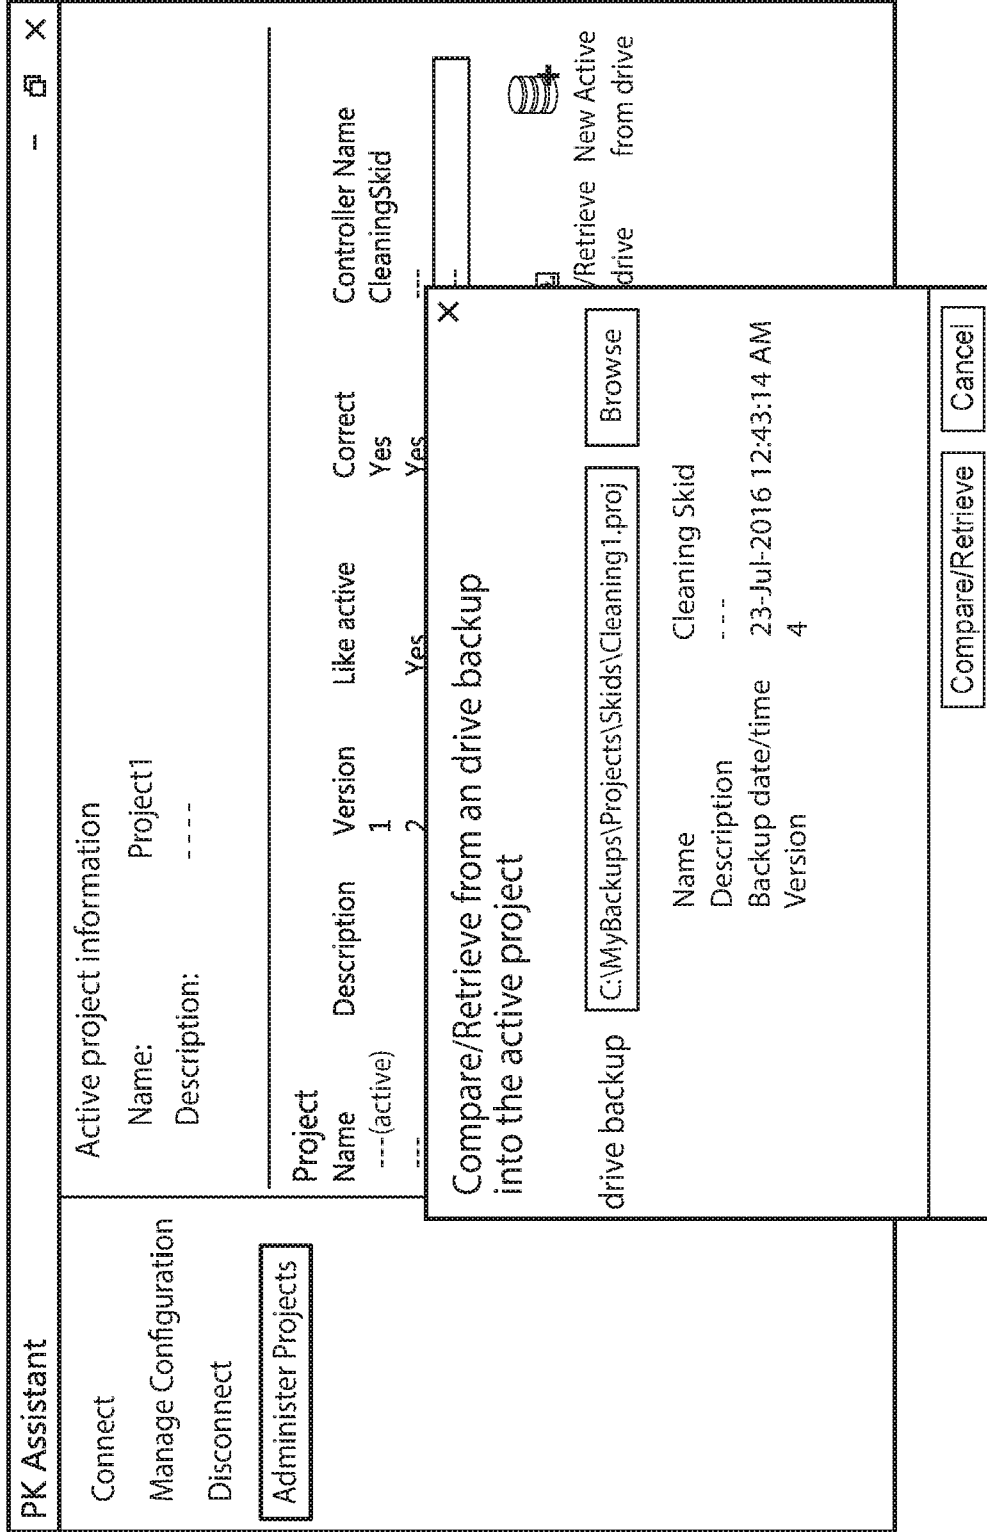 PK Assistant
Connect
Manage Configuration
Disconnect
Administer Projects
Active project information
Name: Project1
Description: ----
Project
Name Description Version Like active Correct Controller Name
---(active) 1 Yes CleaningSkid
--- 2 Yes Yes ---
---
/Retrieve New Active
drive from drive
Compare/Retrieve from an drive backup
into the active project
drive backup C:\MyBackups\Projects\Skids\Cleaning1.proj Browse
Name Cleaning Skid
Description ---
Backup date/time 23-Jul-2016 12:43:14 AM
Version 4
Compare/Retrieve Cancel